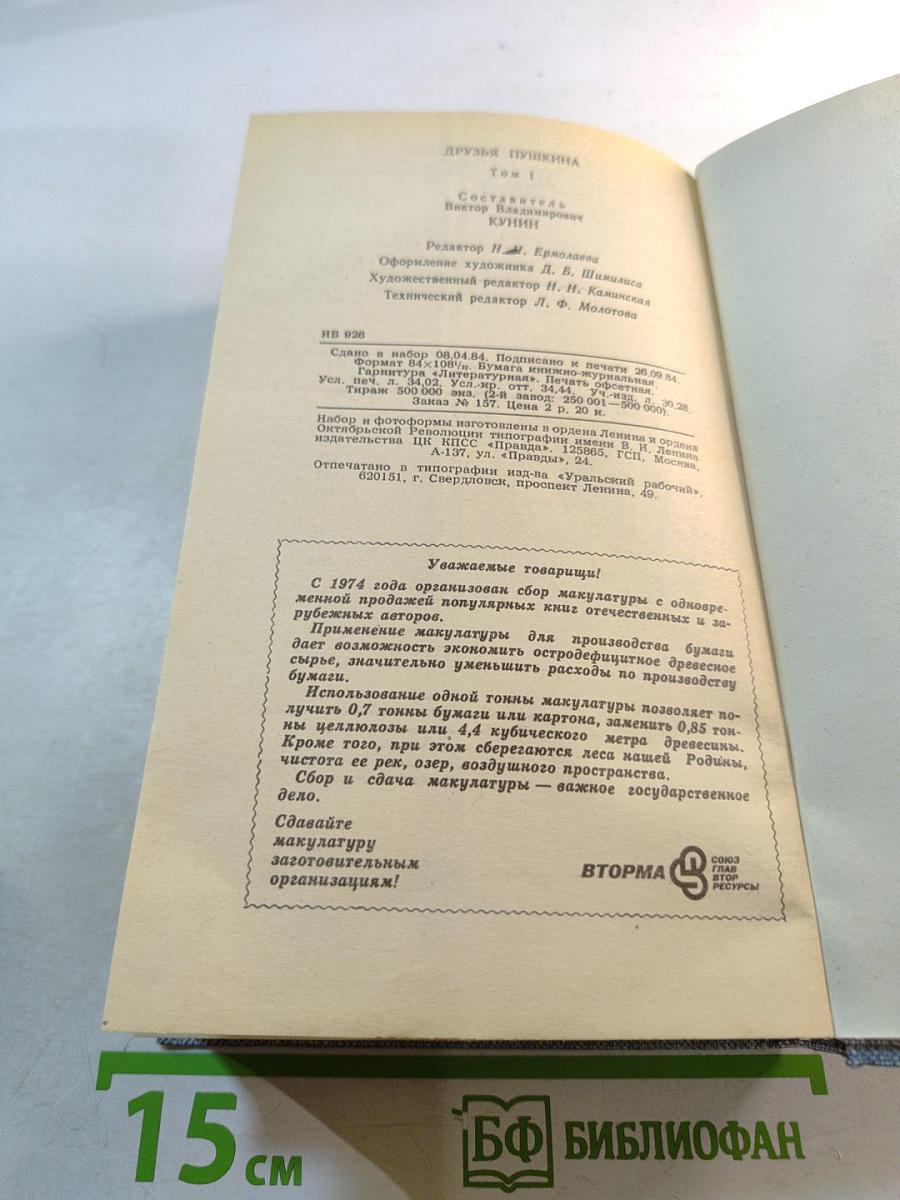 ДРУЗЬЯ ПУШКИНА
Том I
Составитель
Виктор Владимирович
КУНИН
Редактор Н. Ермолаева
Оформление художника Д. Б. Шимилиса
Художественный редактор Н. Н. Каминская
Технический редактор Л. Ф. Молотова
ИБ 926
Сдано в набор 08.04.84. Подписано к печати 26.09.84.
Формат 84×108¹/ Бумага книжно-журнальная.
Гарнитура «Литературная». Печать офсетная.
Усл. печ. л. 34,02. Усл.-кр. отт. 34,44. Уч.-изд. л. 30,28.
Тираж 500 000 экз. (2-й завод: 250 001—500 000).
Заказ № 157. Цена 2 р. 20 к.
Набор и фотоформы изготовлены в ордена Ленина и ордена
Октябрьской Революции типографии имени В. И. Ленина
издательства ЦК КПСС «Правда». 125865, ГСП, Москва,
А-137, ул. «Правды», 24.
Отпечатано в типографии изд-ва «Уральский рабочий»,
620151, г. Свердловск, проспект Ленина, 49.
Уважаемые товарищи!
С 1974 года организован сбор макулатуры с одновре-
менной продажей популярных книг отечественных и за-
рубежных авторов.
Применение макулатуры для производства бумаги
дает возможность экономить остродефицитное древесное
сырье, значительно уменьшить расходы по производству
бумаги.
Использование одной тонны макулатуры позволяет по-
лучить 0,7 тонны бумаги или картона, заменить 0,85 тон-
ны целлюлозы или 4,4 кубического метра древесины.
Кроме того, при этом сберегаются леса нашей Родины,
чистота ее рек, озер, воздушного пространства.
Сбор и сдача макулатуры — важное государственное
дело.
Сдавайте
макулатуру
заготовительным
организациям!
ВТОРМА
СОЮЗ
ГЛАВ
ВТОР
РЕСУРСЫ
15 см
БФ БИБЛИОФАН